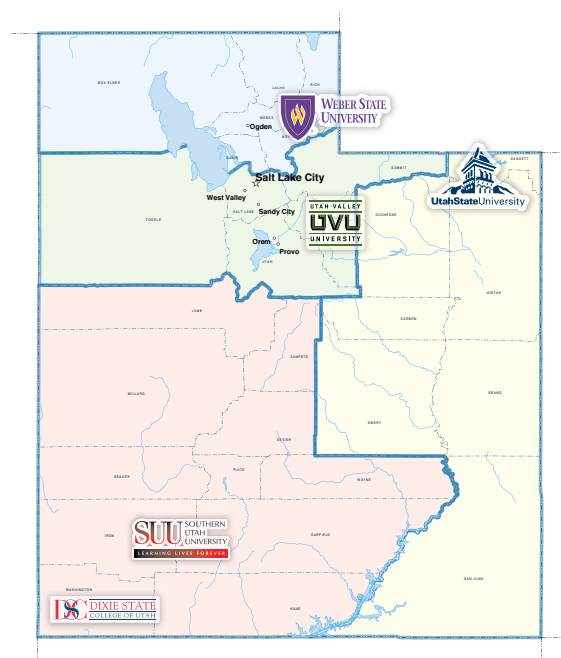 BOX ELDER
CACHE
RICH
WEBER STATE
UNIVERSITY
WEBER
Ogden
DAVIS
SUMMIT
DAGGETT
UtahStateUniversity
Salt Lake City
West Valley
SALT LAKE
Sandy City
UTAH VALLEY
UVU
UNIVERSITY
DUCHESNE
TOOELE
Orem
Provo
UTAH
UINTAH
JUAB
CARBON
SANPETE
MILLARD
GRAND
EMERY
SEVIER
PIUTE
WAYNE
BEAVER
SUU
SOUTHERN
UTAH
UNIVERSITY
LEARNING LIVES FOREVER
IRON
GARFIELD
SAN JUAN
WASHINGTON
DSC
DIXIE STATE
COLLEGE OF UTAH
KANE